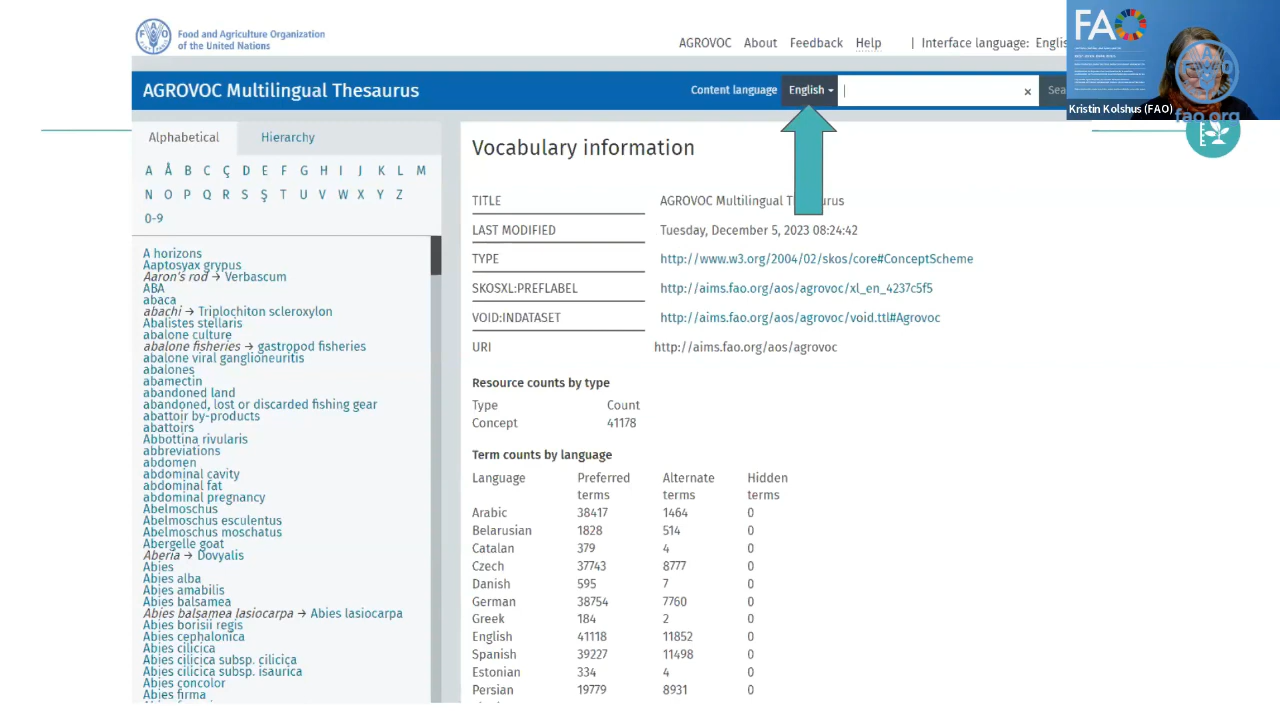 Food and Agriculture Organization
of the United Nations
AGROVOC About Feedback Help | Interface language:
FAO
Kristin Kolshus (FAO)
fao.org
AGROVOC Multilingual Thesaurus
Content language English ×
Alphabetical Hierarchy
A Å B C Ç D E F G H I J K L M
N O P Q R S Ş T U V W X Y Z
0-9
A horizons
Aaptosyax grypus
Aaron's rod → Verbascum
ABA
abaca
abachi → Triplochiton scleroxylon
Abalistes stellaris
abalone culture
abalone fisheries → gastropod fisheries
abalone viral ganglioneuritis
abalones
abamectin
abandoned land
abandoned, lost or discarded fishing gear
abattoir by-products
abattoirs
Abbottina rivularis
abbreviations
abdomen
abdominal cavity
abdominal fat
abdominal pregnancy
Abelmoschus
Abelmoschus esculentus
Abelmoschus moschatus
Abergelle goat
Aberia → Dovyalis
Abies
Abies alba
Abies amabilis
Abies balsamea
Abies balsamea lasiocarpa → Abies lasiocarpa
Abies borisii regis
Abies cephalonica
Abies cilicica
Abies cilicica subsp. cilicica
Abies cilicica subsp. isaurica
Abies concolor
Abies firma
Vocabulary information
TITLE AGROVOC Multilingual
LAST MODIFIED Tuesday, December 5, 2023 08:24:42
TYPE http://www.w3.org/2004/02/skos/core#ConceptScheme
SKOSXL:PREFLABEL http://aims.fao.org/aos/agrovoc/xl_en_4237c5f5
VOID:INDATASET http://aims.fao.org/aos/agrovoc/void.ttl#Agrovoc
URI http://aims.fao.org/aos/agrovoc
Resource counts by type
Type Count
Concept 41178
Term counts by language
Language Preferred terms Alternate terms Hidden terms
Arabic 38417 1464 0
Belarusian 1828 514 0
Catalan 379 4 0
Czech 37743 8777 0
Danish 595 7 0
German 38754 7760 0
Greek 184 2 0
English 41118 11852 0
Spanish 39227 11498 0
Estonian 334 4 0
Persian 19779 8931 0